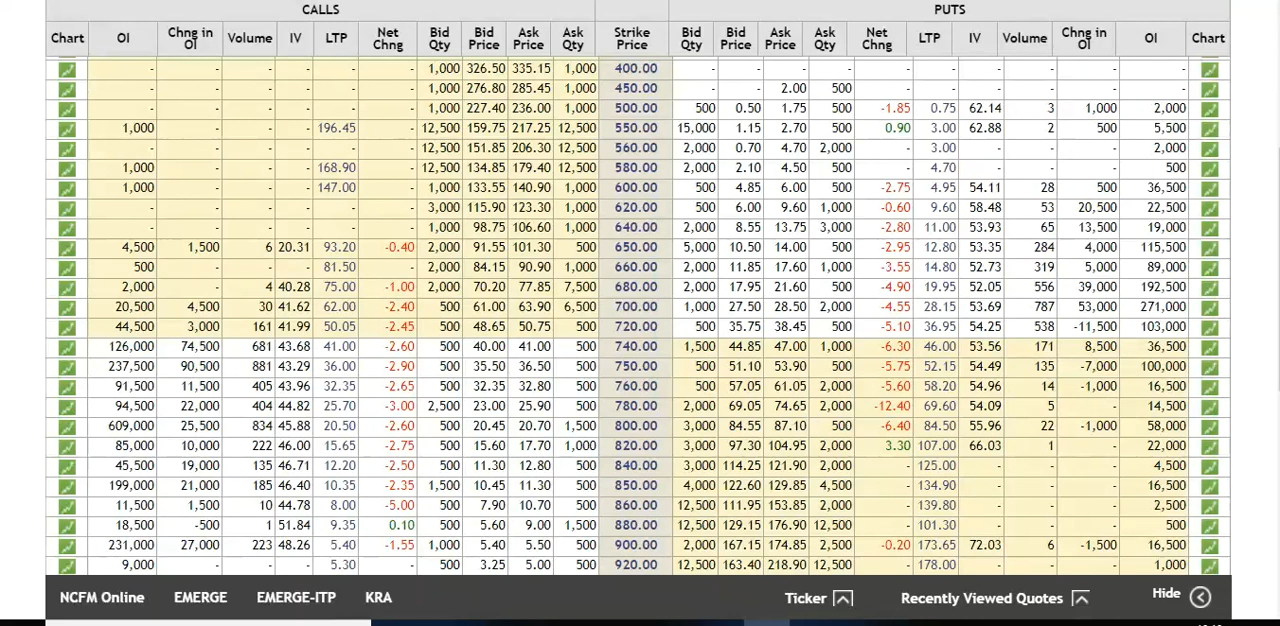 CALLS PUTS
Chart OI Chng in OI Volume IV LTP Net Chng Bid Qty Bid Price Ask Price Ask Qty Strike Price Bid Qty Bid Price Ask Price Ask Qty Net Chng LTP IV Volume Chng in OI OI Chart
- - - - - - 1,000 326.50 335.15 1,000 400.00 - - - - - - - - - -
- - - - - - 1,000 276.80 285.45 1,000 450.00 - - 2.00 500 - - - - - -
- - - - - - 1,000 227.40 236.00 1,000 500.00 500 0.50 1.75 500 -1.85 0.75 62.14 3 1,000 2,000
1,000 - - - 196.45 - 12,500 159.75 217.25 12,500 550.00 15,000 1.15 2.70 500 0.90 3.00 62.88 2 500 5,500
- - - - - - 12,500 151.85 206.30 12,500 560.00 2,000 0.70 4.70 2,000 - 3.00 - - - 2,000
1,000 - - - 168.90 - 12,500 134.85 179.40 12,500 580.00 2,000 2.10 4.50 500 - 4.70 - - - 500
1,000 - - - 147.00 - 1,000 133.55 140.90 1,000 600.00 500 4.85 6.00 500 -2.75 4.95 54.11 28 500 36,500
- - - - - - 3,000 115.90 123.30 1,000 620.00 500 6.00 9.60 1,000 -0.60 9.60 58.48 53 20,500 22,500
- - - - - - 1,000 98.75 106.60 1,000 640.00 2,000 8.55 13.75 3,000 -2.80 11.00 53.93 65 13,500 19,000
4,500 1,500 6 20.31 93.20 -0.40 2,000 91.55 101.30 500 650.00 5,000 10.50 14.00 500 -2.95 12.80 53.35 284 4,000 115,500
500 - - - 81.50 - 2,000 84.15 90.90 1,000 660.00 2,000 11.85 17.60 1,000 -3.55 14.80 52.73 319 5,000 89,000
2,000 - 4 40.28 75.00 -1.00 2,000 70.20 77.85 7,500 680.00 2,000 17.95 21.60 500 -4.90 19.95 52.05 556 39,000 192,500
20,500 4,500 30 41.62 62.00 -2.40 500 61.00 63.90 6,500 700.00 1,000 27.50 28.50 2,000 -4.55 28.15 53.69 787 53,000 271,000
44,500 3,000 161 41.99 50.05 -2.45 500 48.65 50.75 500 720.00 500 35.75 38.45 500 -5.10 36.95 54.25 538 -11,500 103,000
126,000 74,500 681 43.68 41.00 -2.60 500 40.00 41.00 500 740.00 1,500 44.85 47.00 1,000 -6.30 46.00 53.56 171 8,500 36,500
237,500 90,500 881 43.29 36.00 -2.90 500 35.50 36.50 500 750.00 500 51.10 53.90 500 -5.75 52.15 54.49 135 -7,000 100,000
91,500 11,500 405 43.96 32.35 -2.65 500 32.35 32.80 500 760.00 500 57.05 61.05 2,000 -5.60 58.20 54.96 14 -1,000 16,500
94,500 22,000 404 44.82 25.70 -3.00 2,500 23.00 25.90 500 780.00 2,000 69.05 74.65 2,000 -12.40 69.60 54.09 5 - 14,500
609,000 25,500 834 45.88 20.50 -2.60 500 20.45 20.70 1,500 800.00 3,000 84.55 87.10 500 -6.40 84.50 55.96 22 -1,000 58,000
85,000 10,000 222 46.00 15.65 -2.75 500 15.60 17.70 1,000 820.00 3,000 97.30 104.95 2,000 3.30 107.00 66.03 1 - 22,000
45,500 19,000 135 46.71 12.20 -2.50 500 11.30 12.80 500 840.00 3,000 114.25 121.90 2,000 - 125.00 - - - 4,500
199,000 21,000 185 46.40 10.35 -2.35 1,500 10.45 11.30 500 850.00 4,000 122.60 129.85 4,500 - 134.90 - - - 16,500
11,500 1,500 10 44.78 8.00 -5.00 500 7.90 10.70 500 860.00 12,500 111.95 153.85 2,000 - 139.80 - - - 2,500
18,500 -500 1 51.84 9.35 0.10 500 5.60 9.00 1,500 880.00 12,500 129.15 176.90 12,500 - 101.30 - - - 500
231,000 27,000 223 48.26 5.40 -1.55 1,000 5.40 5.50 500 900.00 2,000 167.15 174.85 2,500 -0.20 173.65 72.03 6 -1,500 16,500
9,000 - - - 5.30 - 500 3.25 5.00 500 920.00 12,500 163.40 218.90 12,500 - 178.00 - - - 1,000
NCFM Online EMERGE EMERGE-ITP KRA Ticker Recently Viewed Quotes Hide